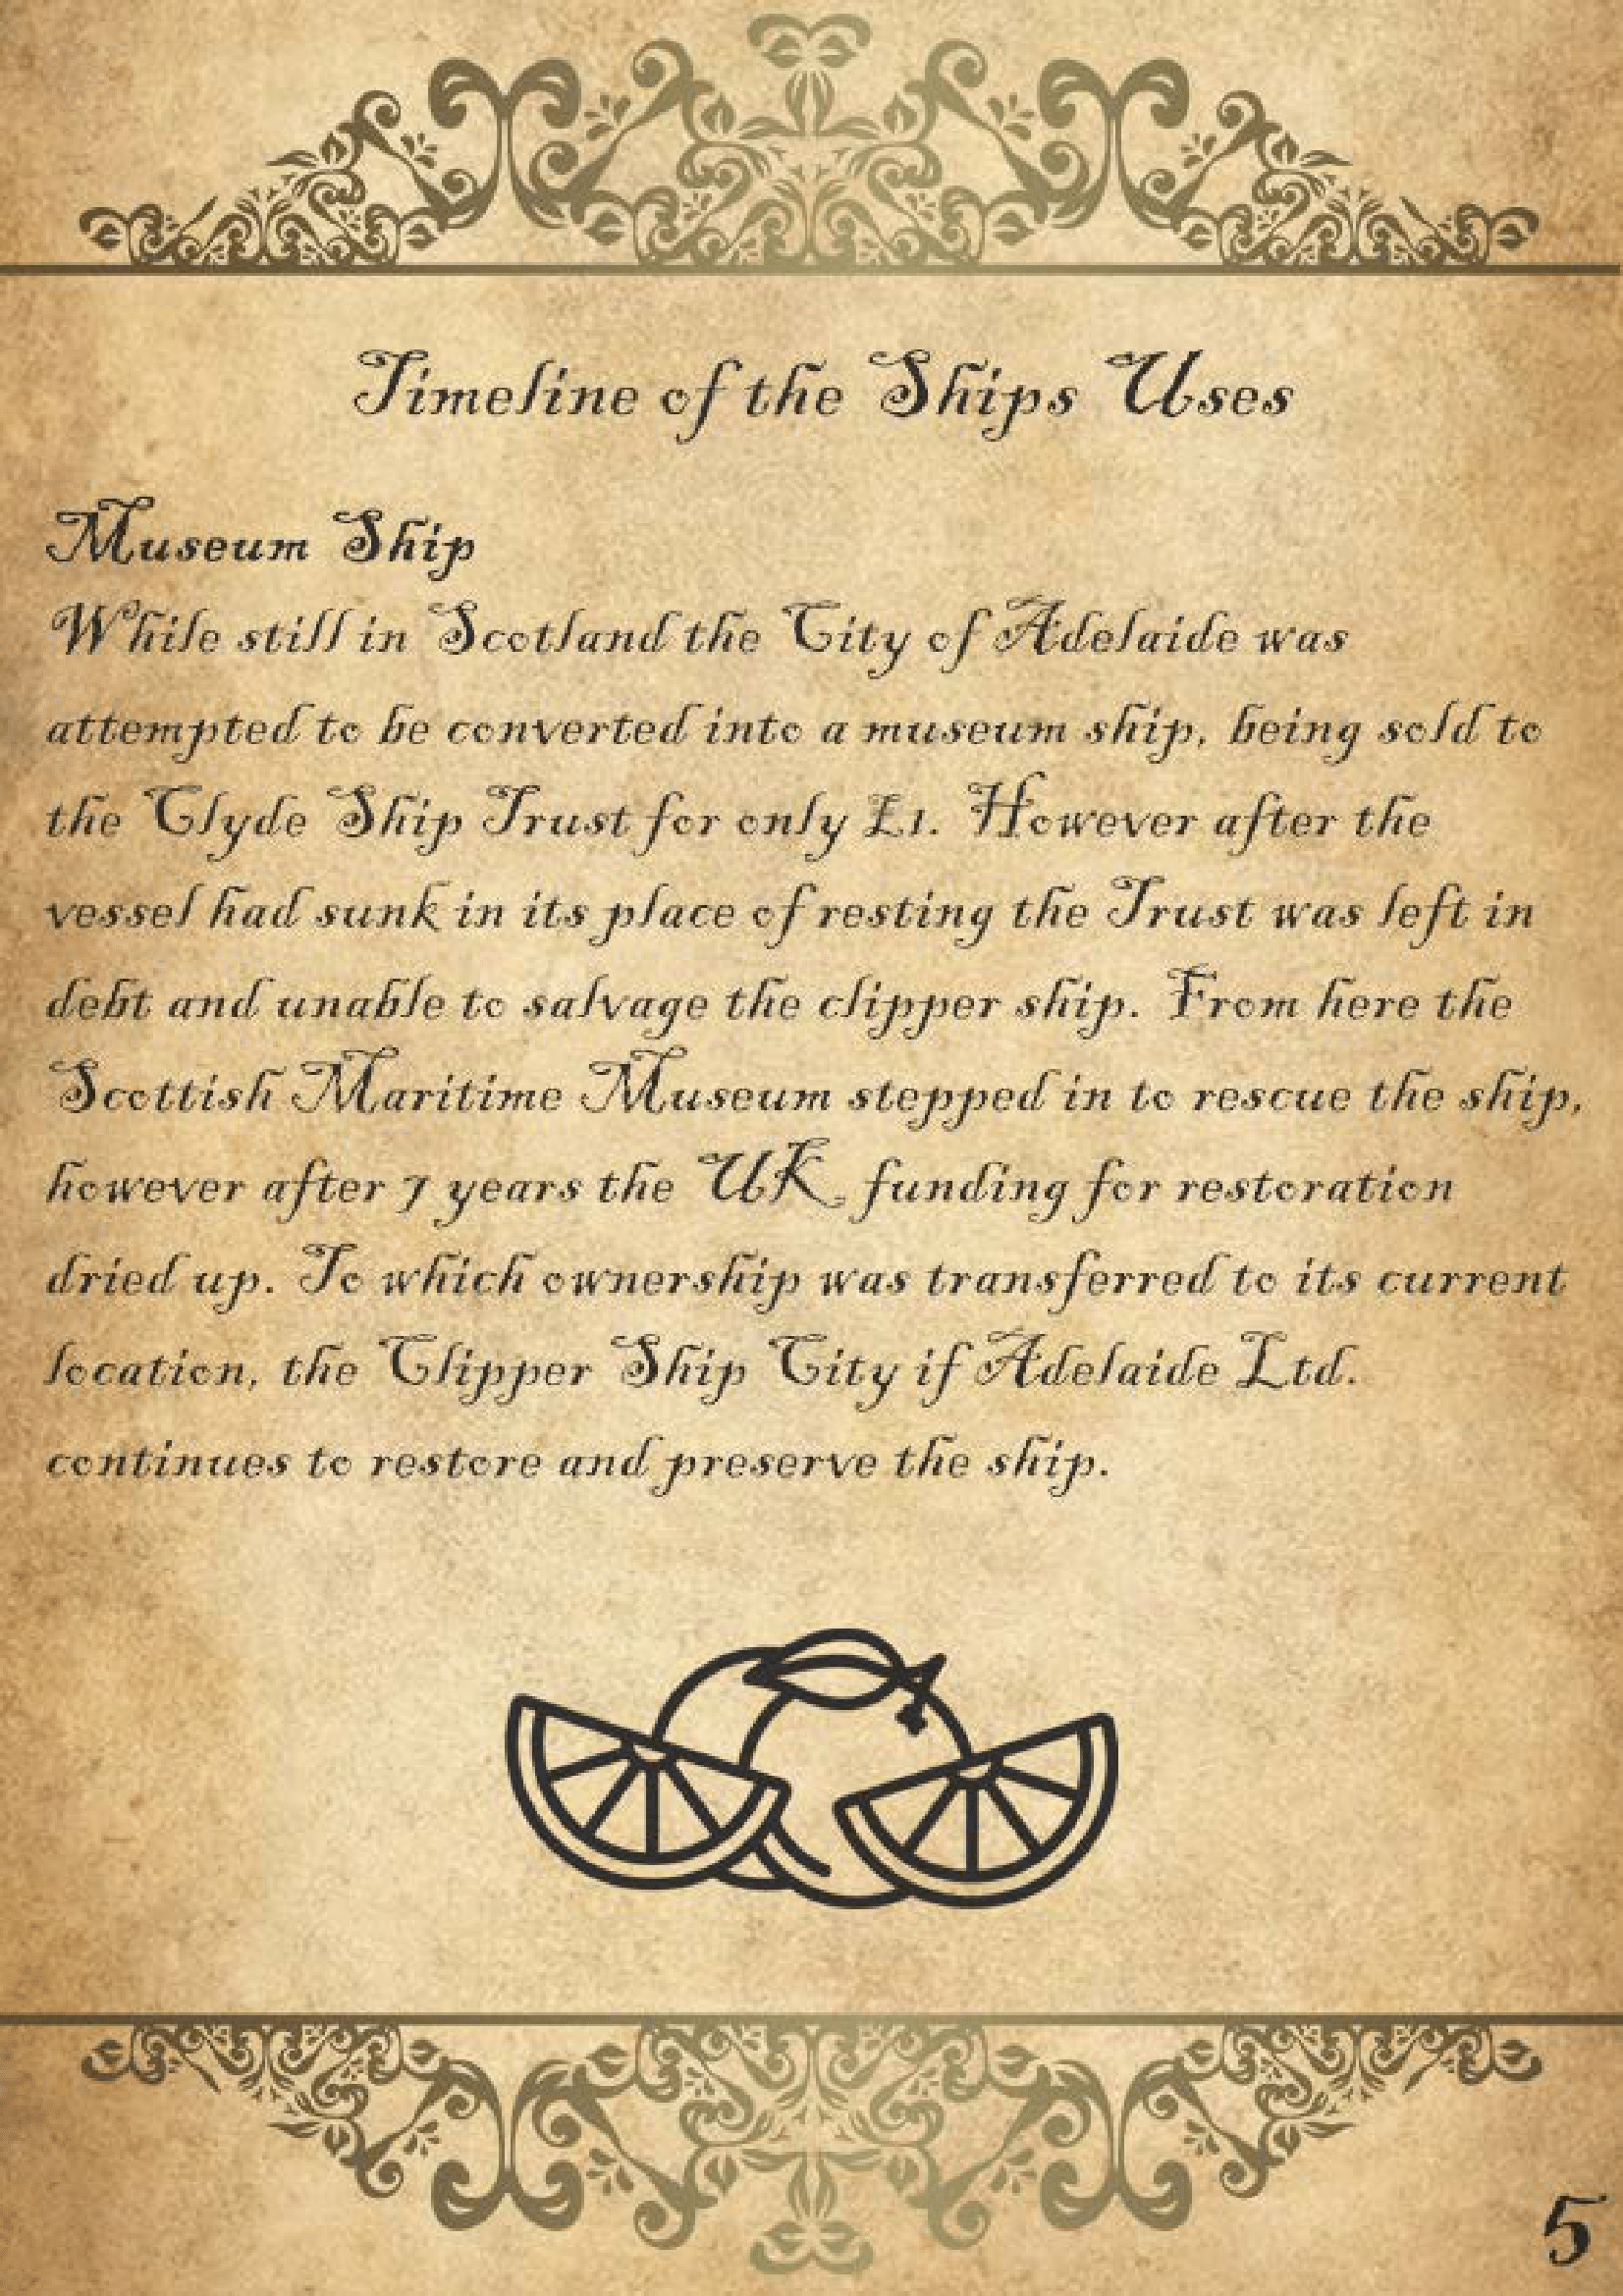 Timeline of the Ships Uses
Museum Ship
While still in Scotland the City of Adelaide was
attempted to be converted into a museum ship, being sold to
the Clyde Ship Trust for only £1. However after the
vessel had sunk in its place of resting the Trust was left in
debt and unable to salvage the clipper ship. From here the
Scottish Maritime Museum stepped in to rescue the ship,
however after 7 years the UK funding for restoration
dried up. To which ownership was transferred to its current
location, the Clipper Ship City if Adelaide Ltd.
continues to restore and preserve the ship.
5